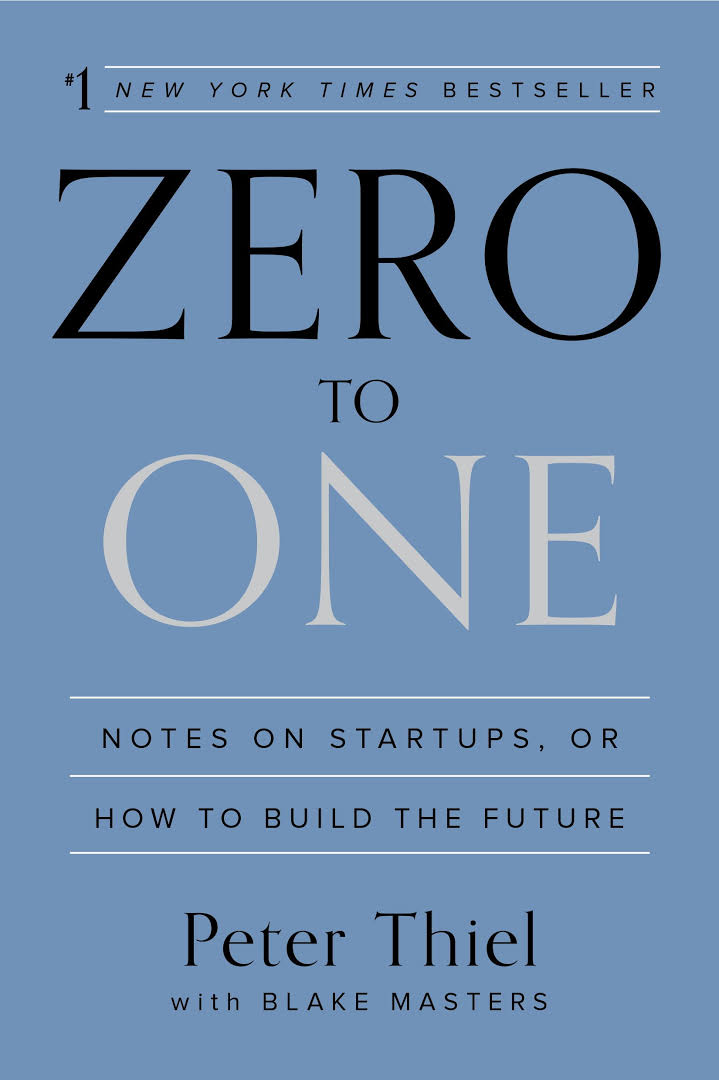 #1 NEW YORK TIMES BESTSELLER
ZERO
TO
ONE
NOTES ON STARTUPS, OR
HOW TO BUILD THE FUTURE
Peter Thiel
with BLAKE MASTERS